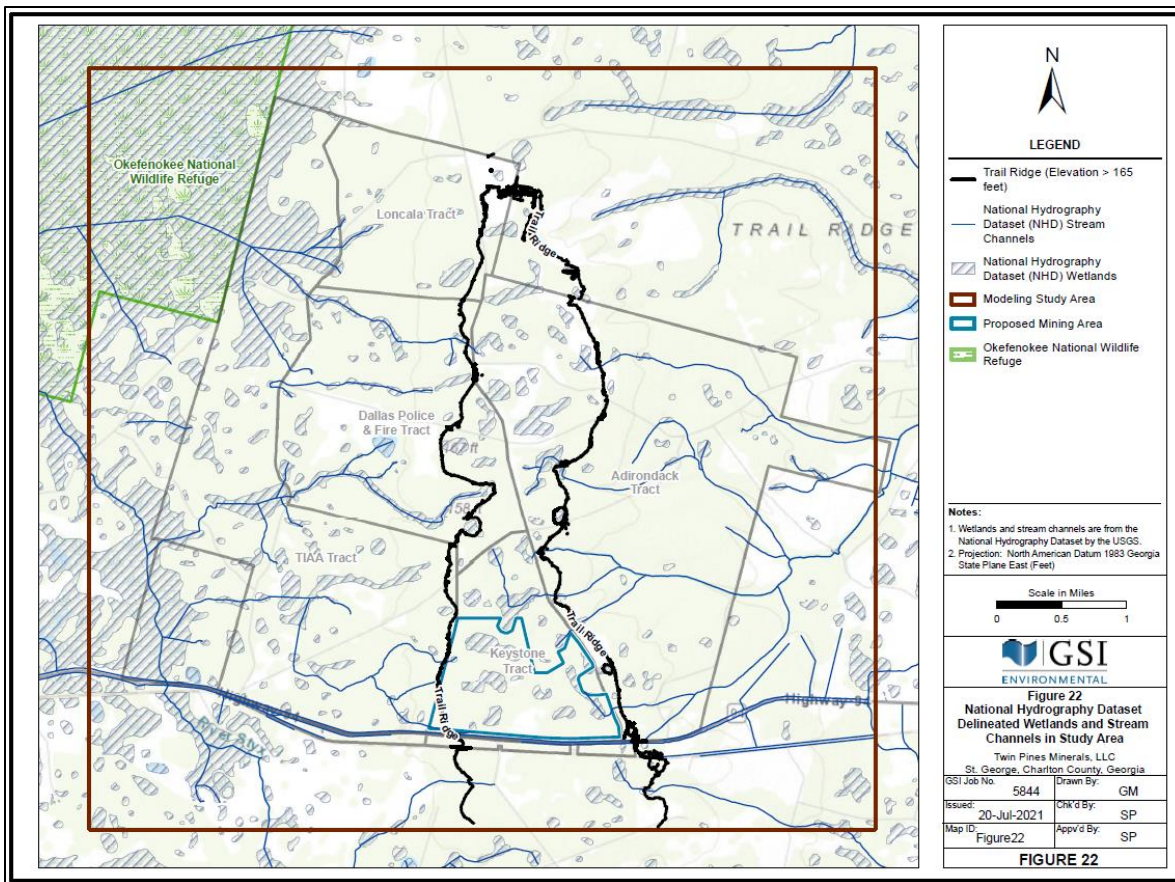 Okefenokee National
Wildlife Refuge
Loncala Tract
Trail Ridge
TRAIL RIDGE
Dallas Police
& Fire Tract
Adirondack
Tract
TIAA Tract
Keystone
Tract
Trail Ridge
Trail Ridge
Highway 94
River Styx
N
LEGEND
Trail Ridge (Elevation > 165
feet)
National Hydrography
Dataset (NHD) Stream
Channels
National Hydrography
Dataset (NHD) Wetlands
Modeling Study Area
Proposed Mining Area
Okefenokee National Wildlife
Refuge
Notes:
1. Wetlands and stream channels are from the
National Hydrography Dataset by the USGS.
2. Projection: North American Datum 1983 Georgia
State Plane East (Feet)
Scale in Miles
0 0.5 1
GSI
ENVIRONMENTAL
Figure 22
National Hydrography Dataset
Delineated Wetlands and Stream
Channels in Study Area
Twin Pines Minerals, LLC
St. George, Charlton County, Georgia
GSI Job No. 5844 Drawn By: GM
Issued: 20-Jul-2021 Chk'd By: SP
Map ID: Figure22 Appv'd By: SP
FIGURE 22